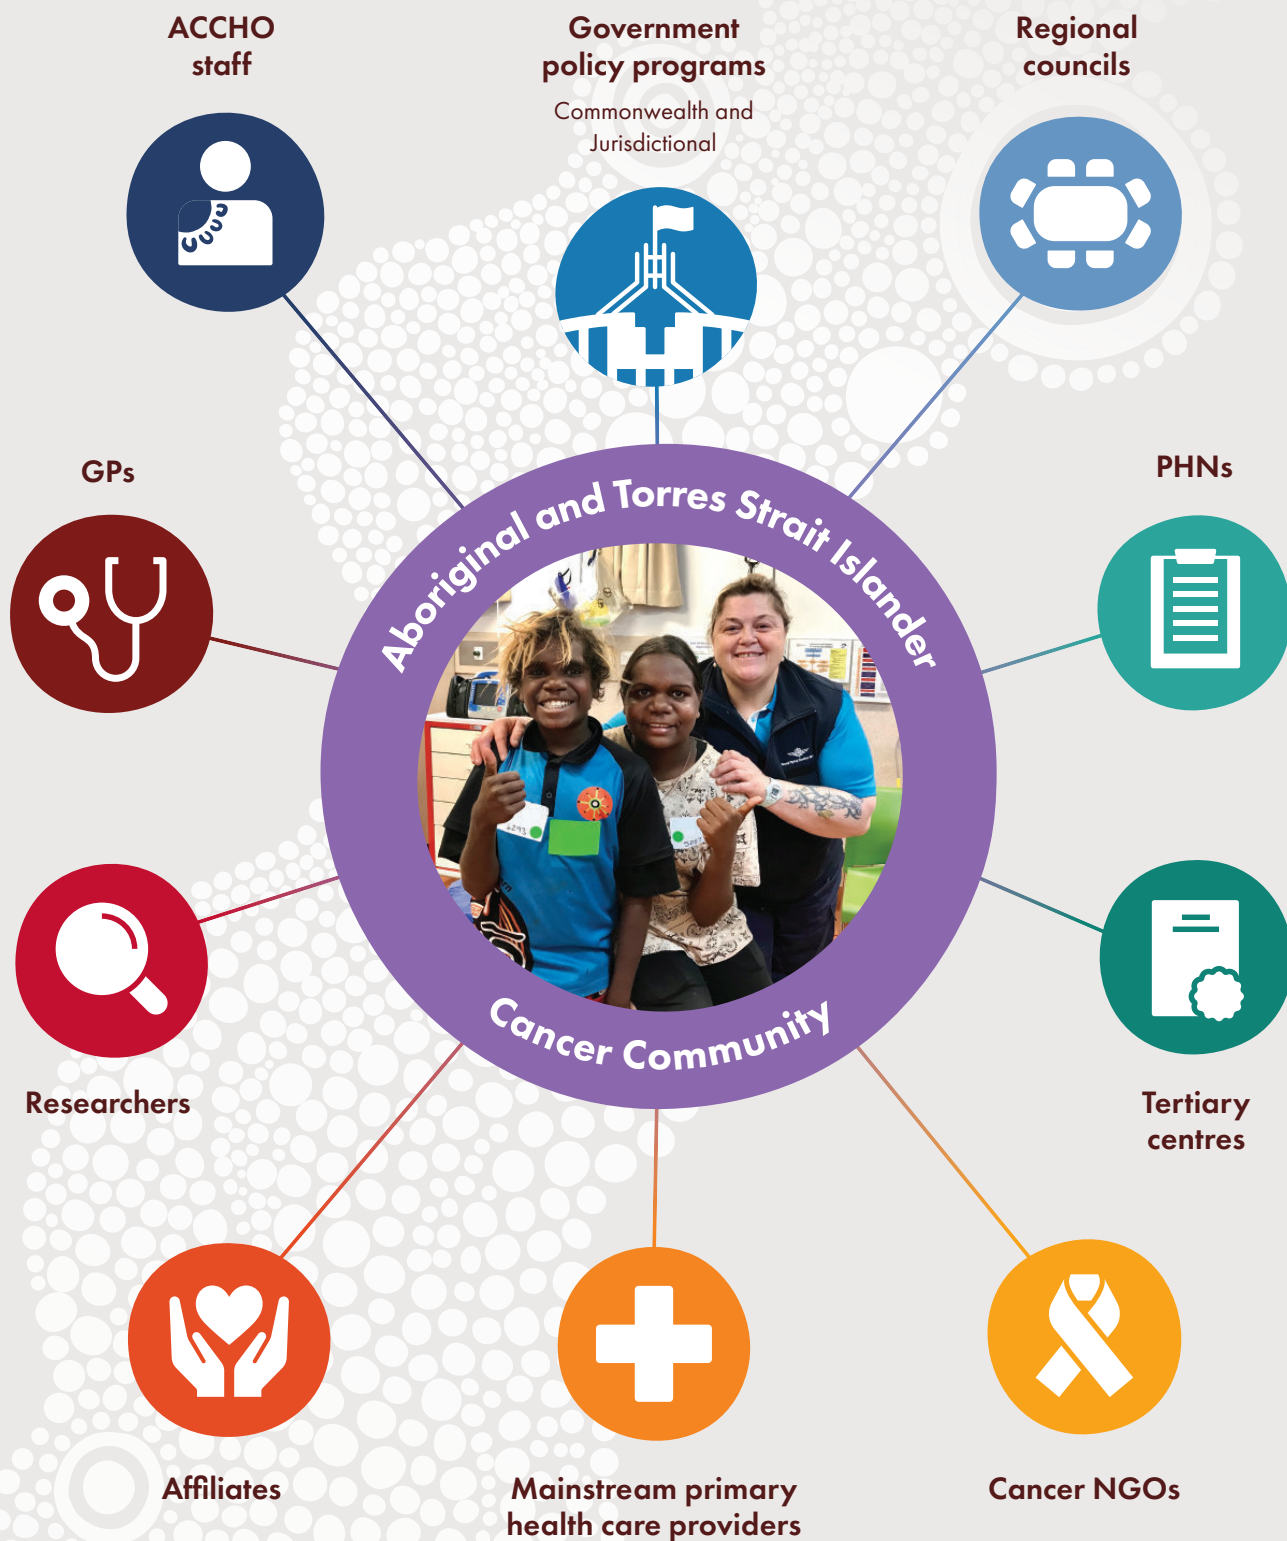 ACCHO
staff
Government
policy programs
Commonwealth and
Jurisdictional
Regional
councils
GPs
PHNs
Aboriginal and Torres Strait Islander
Cancer Community
Researchers
Tertiary
centres
Affiliates
Mainstream primary
health care providers
Cancer NGOs